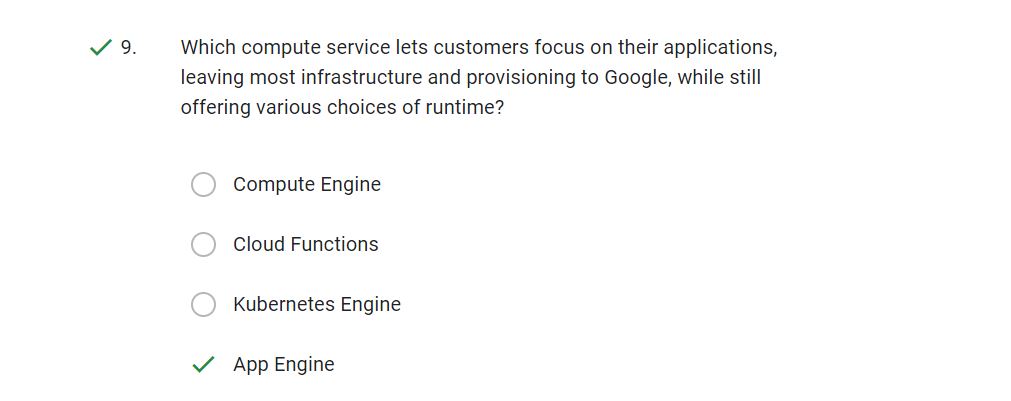 9. Which compute service lets customers focus on their applications,
leaving most infrastructure and provisioning to Google, while still
offering various choices of runtime?
Compute Engine
Cloud Functions
Kubernetes Engine
App Engine